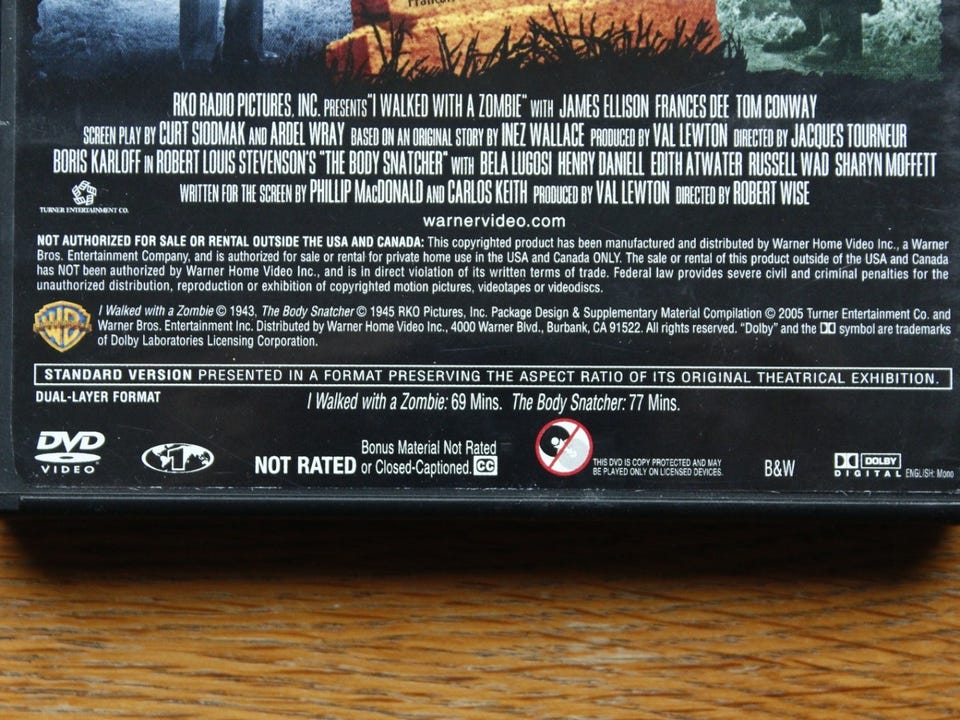 RKO RADIO PICTURES, INC. PRESENTS "I WALKED WITH A ZOMBIE" WITH JAMES ELLISON FRANCES DEE TOM CONWAY
SCREEN PLAY BY CURT SIODMAK AND ARDEL WRAY BASED ON AN ORIGINAL STORY BY INEZ WALLACE PRODUCED BY VAL LEWTON DIRECTED BY JACQUES TOURNEUR
BORIS KARLOFF IN ROBERT LOUIS STEVENSON'S "THE BODY SNATCHER" WITH BELA LUGOSI HENRY DANIELL EDITH ATWATER RUSSELL WAD SHARYN MOFFETT
WRITTEN FOR THE SCREEN BY PHILLIP MacDONALD AND CARLOS KEITH PRODUCED BY VAL LEWTON DIRECTED BY ROBERT WISE
TURNER ENTERTAINMENT CO.
warnervideo.com
NOT AUTHORIZED FOR SALE OR RENTAL OUTSIDE THE USA AND CANADA: This copyrighted product has been manufactured and distributed by Warner Home Video Inc., a Warner
Bros. Entertainment Company, and is authorized for sale or rental for private home use in the USA and Canada ONLY. The sale or rental of this product outside of the USA and Canada
has NOT been authorized by Warner Home Video Inc., and is in direct violation of its written terms of trade. Federal law provides severe civil and criminal penalties for the
unauthorized distribution, reproduction or exhibition of copyrighted motion pictures, videotapes or videodiscs.
WB
I Walked with a Zombie © 1943, The Body Snatcher © 1945 RKO Pictures, Inc. Package Design & Supplementary Material Compilation © 2005 Turner Entertainment Co. and
Warner Bros. Entertainment Inc. Distributed by Warner Home Video Inc., 4000 Warner Blvd., Burbank, CA 91522. All rights reserved. "Dolby" and the DD symbol are trademarks
of Dolby Laboratories Licensing Corporation.
STANDARD VERSION PRESENTED IN A FORMAT PRESERVING THE ASPECT RATIO OF ITS ORIGINAL THEATRICAL EXHIBITION.
DUAL-LAYER FORMAT
I Walked with a Zombie: 69 Mins. The Body Snatcher: 77 Mins.
DVD
VIDEO
1
NOT RATED
Bonus Material Not Rated
or Closed-Captioned. CC
THIS DVD IS COPY PROTECTED AND MAY
BE PLAYED ONLY ON LICENSED DEVICES.
B&W
DOLBY
DIGITAL
ENGLISH: Mono